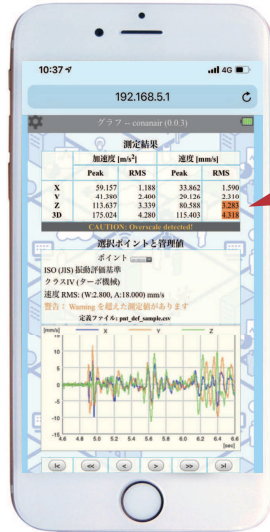 10:37 4G
192.168.5.1
グラフ -- conanair (0.0.3)
測定結果
加速度 [m/s²] 速度 [mm/s]
Peak RMS Peak RMS
X 59.157 1.188 33.862 1.590
Y 41.380 2.400 29.126 2.310
Z 113.637 3.339 80.588 3.283
3D 175.024 4.280 115.403 4.318
CAUTION: Overscale detected!
選択ポイントと管理値
ポイント
ISO (JIS) 振動評価基準
クラスIV (ターボ機械)
速度 RMS: (W:2.800, A:18.000) mm/s
警告： Warning を超えた測定値があります
定義ファイル: pnt_def_sample.csv
[mm/s] X Y Z
10
5
0
-5
-10
-15
4.6 4.8 5.0 5.2 5.4 5.6 5.8 6.0 6.2 6.4 6.6
[sec]
|< << < > >> >|